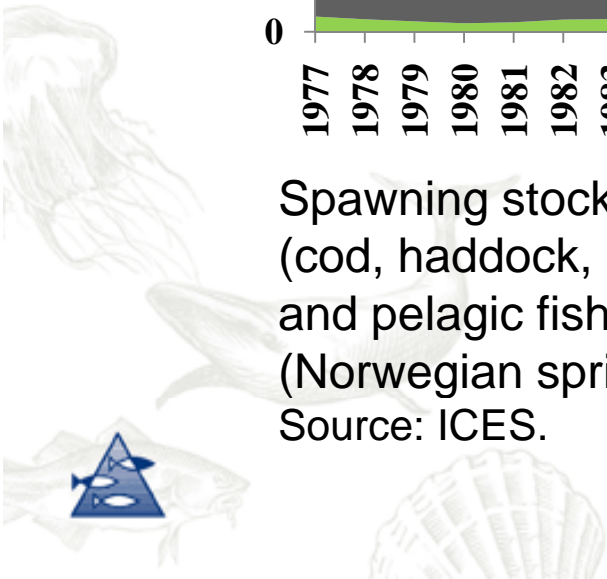 0
1977 1978 1979 1980 1981 1982
Spawning stock
(cod, haddock,
and pelagic fish
(Norwegian spri
Source: ICES.